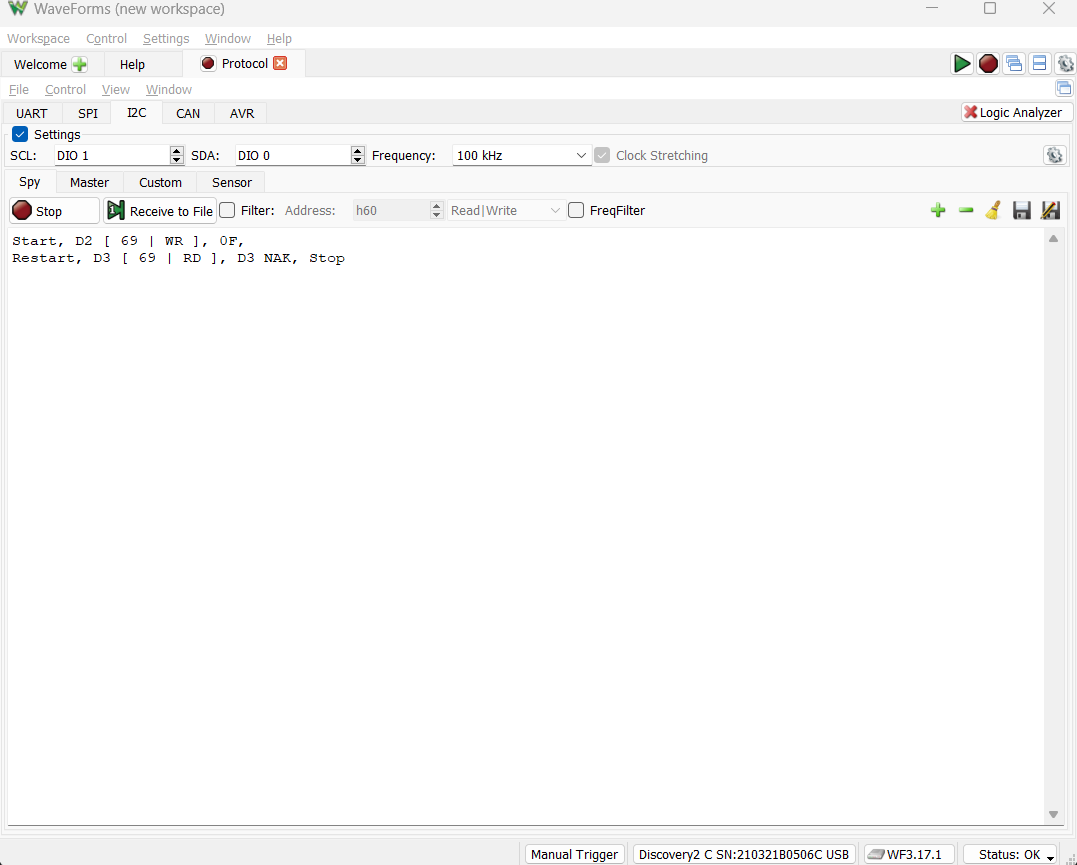 WaveForms (new workspace)
Workspace Control Settings Window Help
Welcome Help Protocol
File Control View Window
UART SPI I2C CAN AVR Logic Analyzer
Settings
SCL: DIO 1 SDA: DIO 0 Frequency: 100 kHz Clock Stretching
Spy Master Custom Sensor
Stop Receive to File Filter: Address: h60 Read|Write FreqFilter
Start, D2 [ 69 | WR ], 0F,
Restart, D3 [ 69 | RD ], D3 NAK, Stop
Manual Trigger Discovery2 C SN:210321B0506C USB WF3.17.1 Status: OK